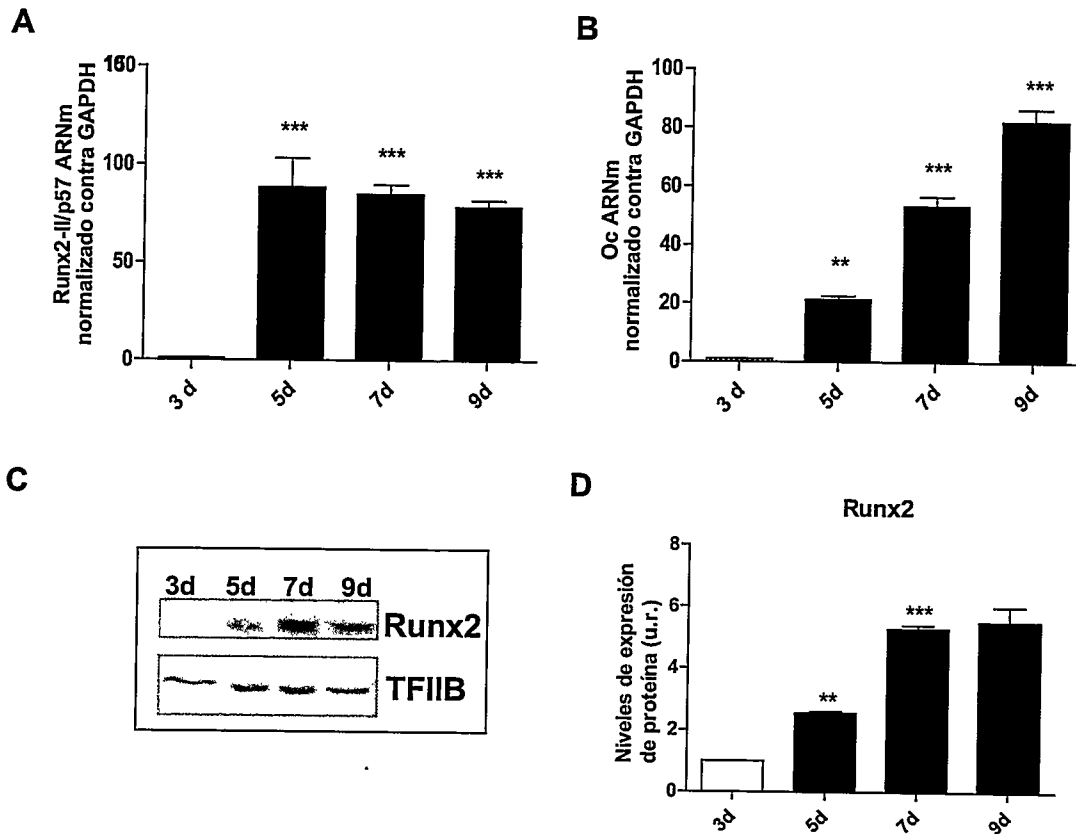 A
Runx2-II/p57 ARNm
normalizado contra GAPDH
100
50
0
***
***
***
3 d
5d
7d
9d
B
Oc ARNm
normalizado contra GAPDH
100
80
60
40
20
0
**
***
***
3 d
5d
7d
9d
C
3d 5d 7d 9d
Runx2
TFIIB
D
Runx2
Niveles de expresión
de proteína (u.r.)
8
6
4
2
0
**
***
3d
5d
7d
9d